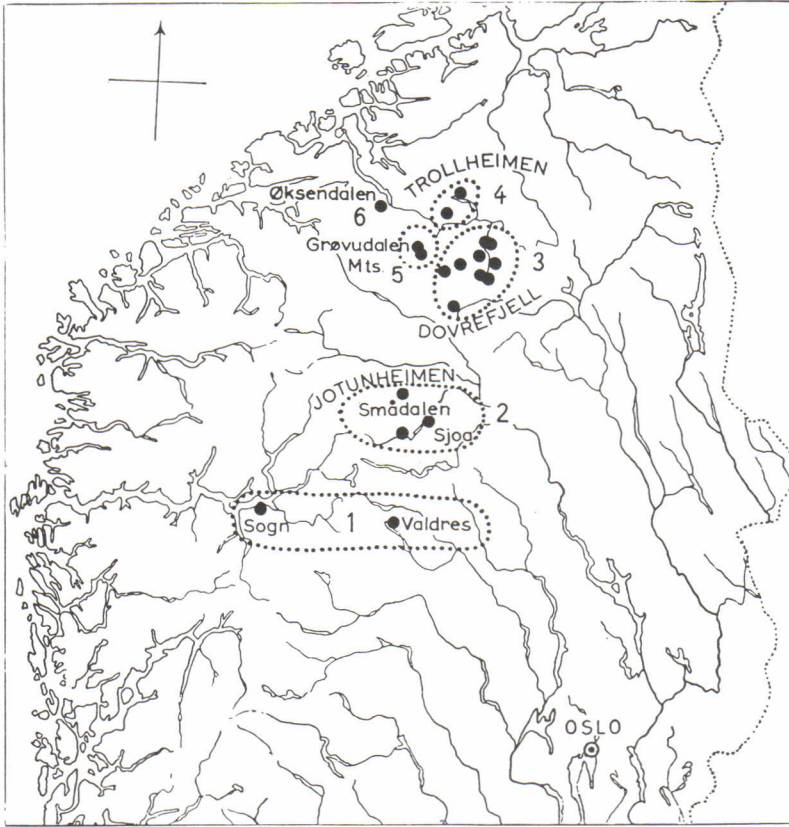 TROLLHEIMEN
Øksendalen
4
6
Grøvudalen
Mts.
5
3
DOVREFJELL
JOTUNHEIMEN
Smådalen
2
Sjoa
Sogn
1
Valdres
OSLO